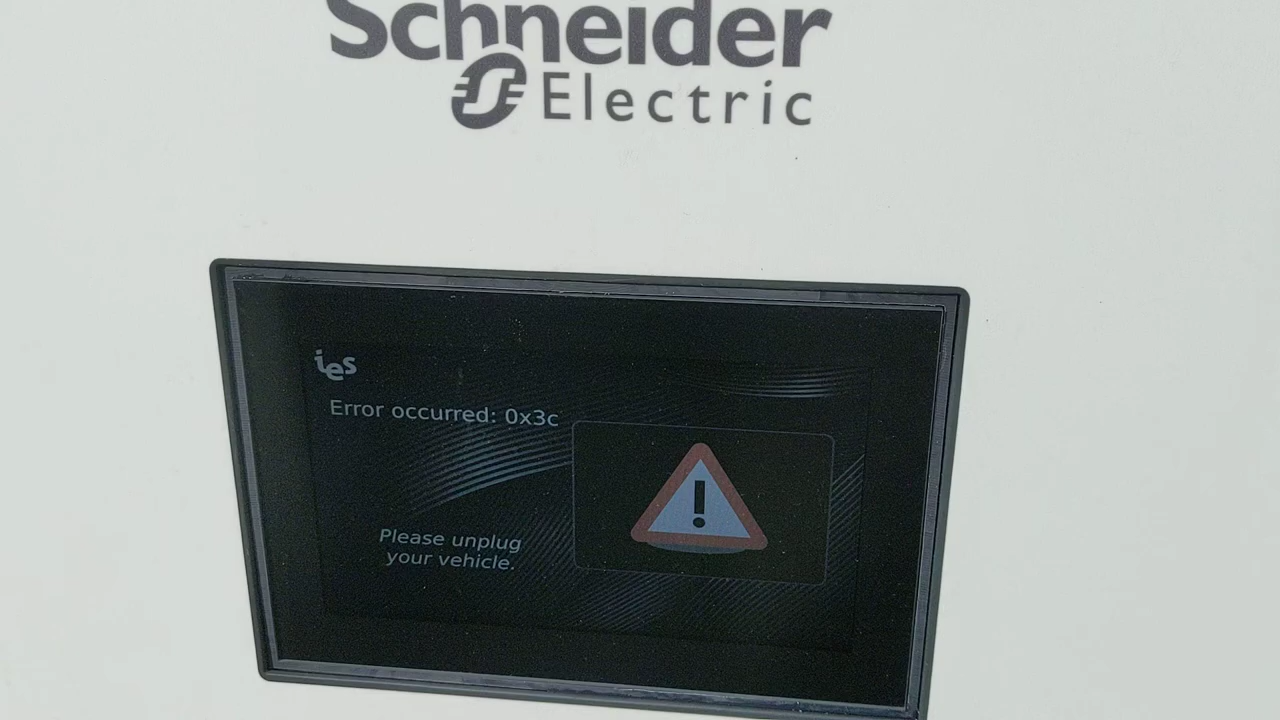 Schneider
Electric
ies
Error occurred: 0x3c
!
Please unplug
your vehicle.